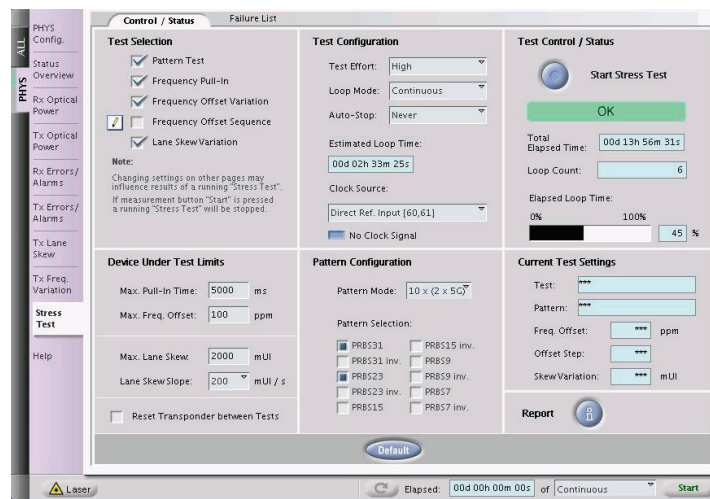 ALL
PHYS
PHYS
Config.
Status
Overview
Rx Optical
Power
Tx Optical
Power
Rx Errors/
Alarms
Tx Errors/
Alarms
Tx Lane
Skew
Tx Freq.
Variation
Stress
Test
Help
Control / Status
Failure List
Test Selection
Pattern Test
Frequency Pull-In
Frequency Offset Variation
Frequency Offset Sequence
Lane Skew Variation
Note:
Changing settings on other pages may
influence results of a running "Stress Test".
If measurement button "Start" is pressed
a running "Stress Test" will be stopped.
Test Configuration
Test Effort: High
Loop Mode: Continuous
Auto-Stop: Never
Estimated Loop Time:
00d 02h 33m 25s
Clock Source:
Direct Ref. Input [60,61]
No Clock Signal
Test Control / Status
Start Stress Test
OK
Total
Elapsed Time: 00d 13h 56m 31s
Loop Count: 6
Elapsed Loop Time:
0% 100%
45 %
Device Under Test Limits
Max. Pull-In Time: 5000 ms
Max. Freq. Offset: 100 ppm
Max. Lane Skew: 2000 mUI
Lane Skew Slope: 200 mUI / s
Reset Transponder between Tests
Pattern Configuration
Pattern Mode: 10 x (2 x 5G)
Pattern Selection:
PRBS31 PRBS15 inv.
PRBS31 inv. PRBS9
PRBS23 PRBS9 inv.
PRBS23 inv. PRBS7
PRBS15 PRBS7 inv.
Current Test Settings
Test: ***
Pattern: ***
Freq. Offset: *** ppm
Offset Step: ***
Skew Variation: *** mUI
Report
Default
Laser
Elapsed: 00d 00h 00m 00s of Continuous Start